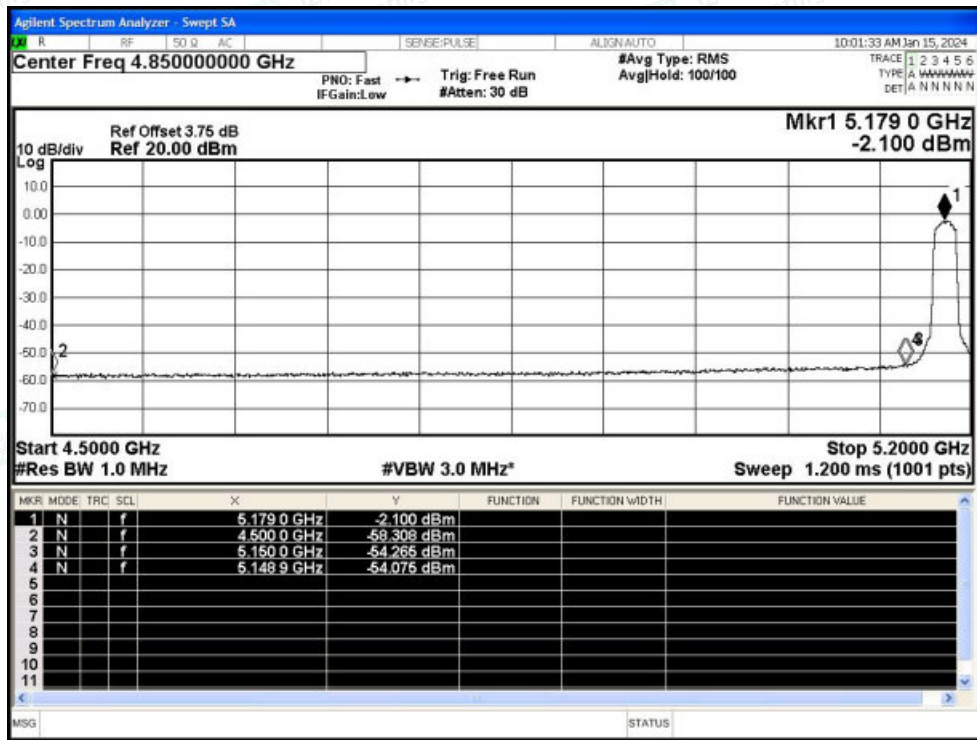 Agilent Spectrum Analyzer - Swept SA
R RF 50 Ω AC SENSE:PULSE ALIGNAUTO 10:01:33 AM Jan 15, 2024
Center Freq 4.850000000 GHz #Avg Type: RMS TRACE 1 2 3 4 5 6
PNO: Fast Trig: Free Run Avg|Hold: 100/100 TYPE A WWWWW
IFGain:Low #Atten: 30 dB DET A N N N N N
Ref Offset 3.75 dB Mkr1 5.179 0 GHz
10 dB/div Ref 20.00 dBm -2.100 dBm
Log
10.0
1
0.00
-10.0
-20.0
-30.0
-40.0
-50.0 2
-60.0
-70.0
Start 4.5000 GHz Stop 5.2000 GHz
#Res BW 1.0 MHz #VBW 3.0 MHz* Sweep 1.200 ms (1001 pts)
MKR MODE TRC SCL X Y FUNCTION FUNCTION WIDTH FUNCTION VALUE
1 N f 5.179 0 GHz -2.100 dBm
2 N f 4.500 0 GHz -58.308 dBm
3 N f 5.150 0 GHz -54.265 dBm
4 N f 5.148 9 GHz -54.075 dBm
5
6
7
8
9
10
11
MSG STATUS